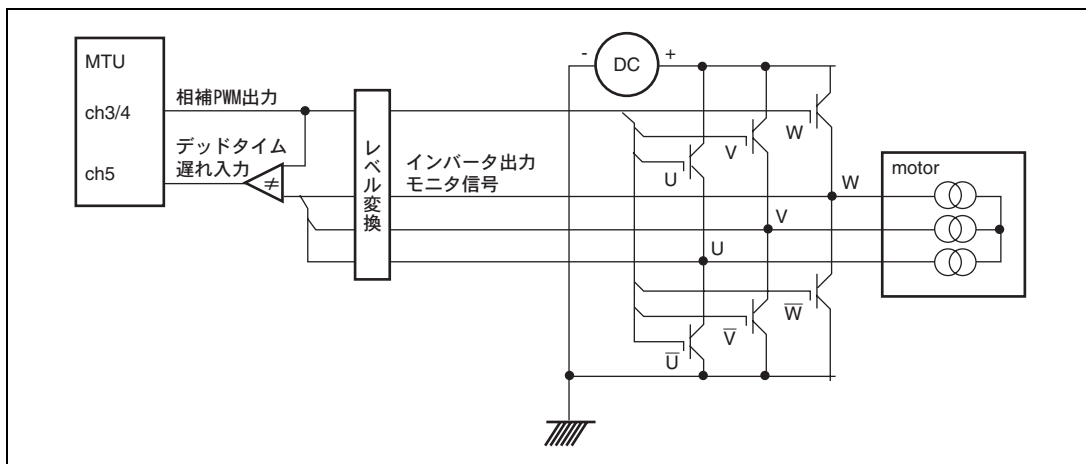 MTU
ch3/4
ch5
相補PWM出力
デッドタイム
遅れ入力
≠
レベル変換
インバータ出力
モニタ信号
-
DC
+
U
V
W
W
V
U
U̅
V̅
W̅
motor